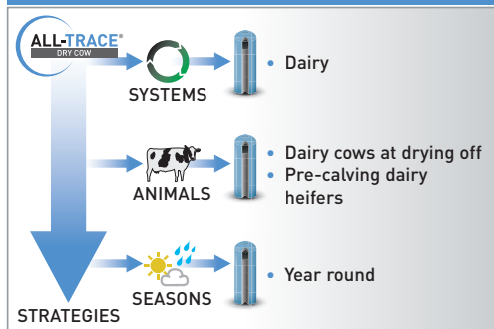 ALL-TRACE®
DRY COW
SYSTEMS
• Dairy
ANIMALS
• Dairy cows at drying off
• Pre-calving dairy
heifers
SEASONS
• Year round
STRATEGIES